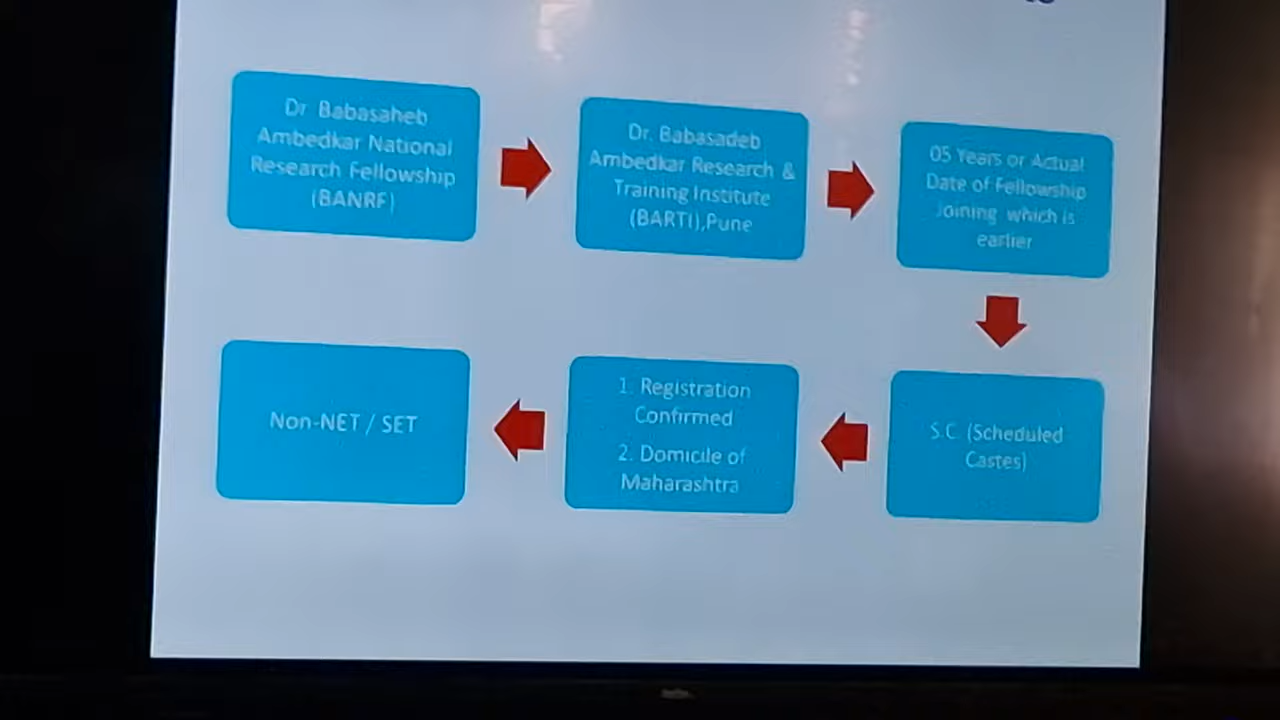 Dr Babasaheb
Ambedkar National
Research Fellowship
(BANRF)
Dr. Babasadeb
Ambedkar Research &
Training Institute
(BARTI),Pune
05 Years or Actual
Date of Fellowship
Joining which is
earlier
S.C. (Scheduled
Castes)
1. Registration
Confirmed
2. Domicile of
Maharashtra
Non-NET / SET